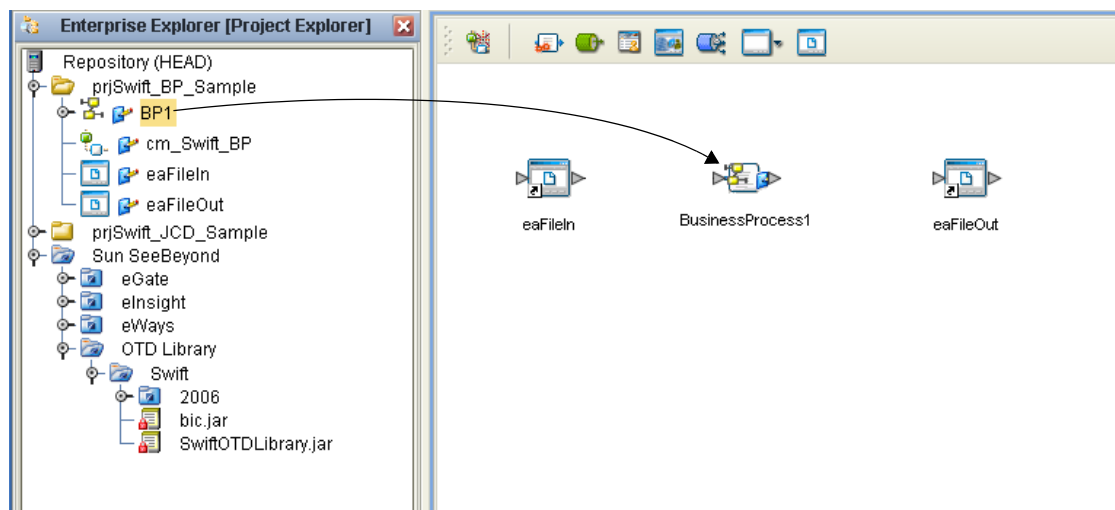 Enterprise Explorer [Project Explorer]
Repository (HEAD)
prjSwift_BP_Sample
BP1
cm_Swift_BP
eaFileIn
eaFileOut
prjSwift_JCD_Sample
Sun SeeBeyond
eGate
eInsight
eWays
OTD Library
Swift
2006
bic.jar
SwiftOTDLibrary.jar
eaFileIn
BusinessProcess1
eaFileOut